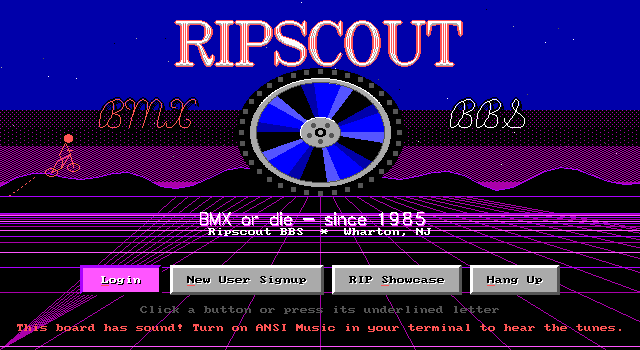 RIPSCOUT
BMX BBS
BMX or die – since 1985
Ripscout BBS * Wharton, NJ
Login New User Signup RIP Showcase Hang Up
Click a button or press its underlined letter
This board has sound! Turn on ANSI Music in your terminal to hear the tunes.